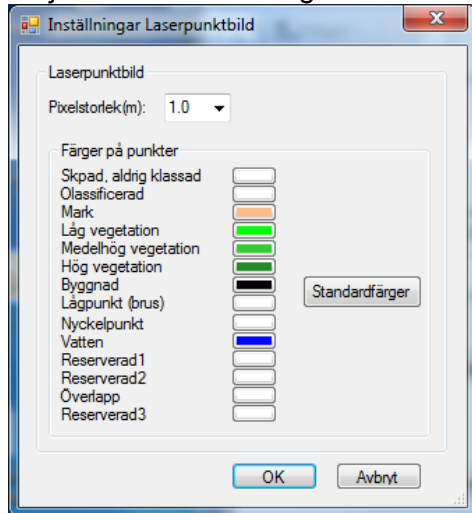 Inställningar Laserpunktbild
Laserpunktbild
Pixelstorlek(m): 1.0
Färger på punkter
Skpad, aldrig klassad
Olassificerad
Mark
Låg vegetation
Medelhög vegetation
Hög vegetation
Byggnad
Lågpunkt (brus)
Standardfärger
Nyckelpunkt
Vatten
Reserverad1
Reserverad2
Överlapp
Reserverad3
OK Avbryt